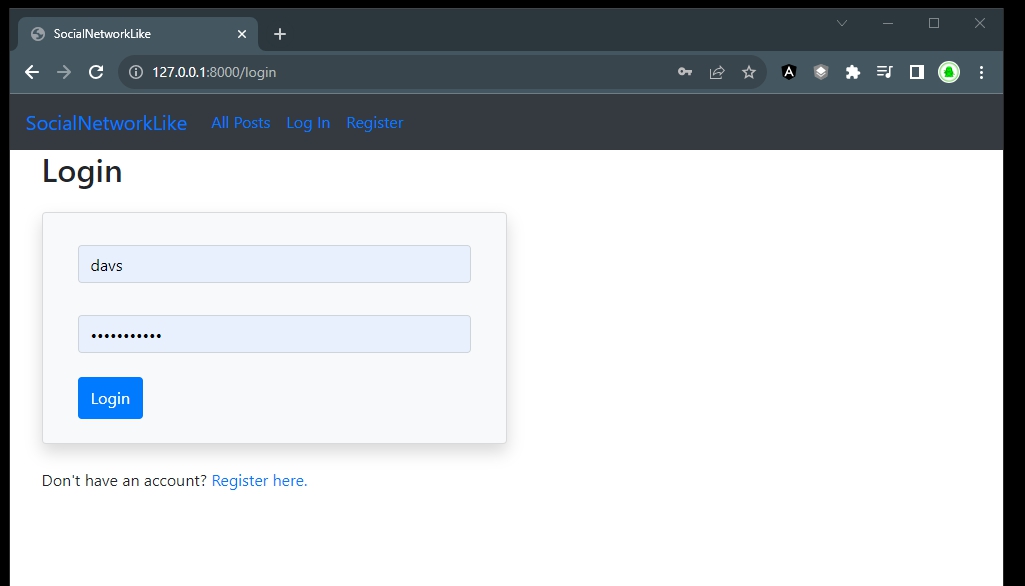 SocialNetworkLike
127.0.0.1:8000/login
SocialNetworkLike All Posts Log In Register
Login
davs
•••••••••••
Login
Don't have an account? Register here.